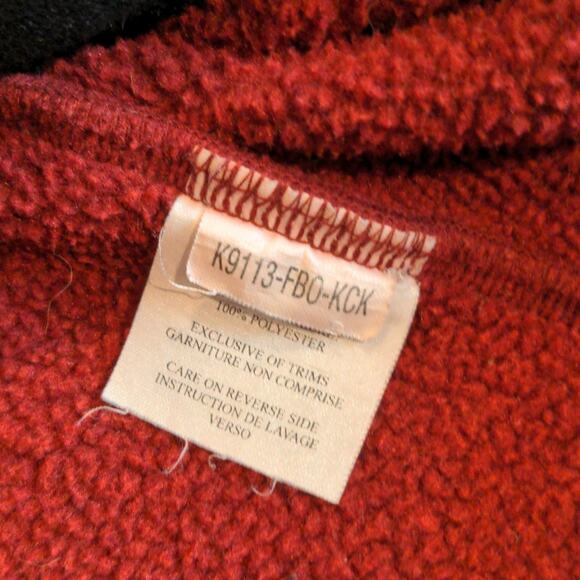 K9113-FBO-KCK
100% POLYESTER
EXCLUSIVE OF TRIMS
GARNITURE NON COMPRISE
CARE ON REVERSE SIDE
INSTRUCTION DE LAVAGE
VERSO